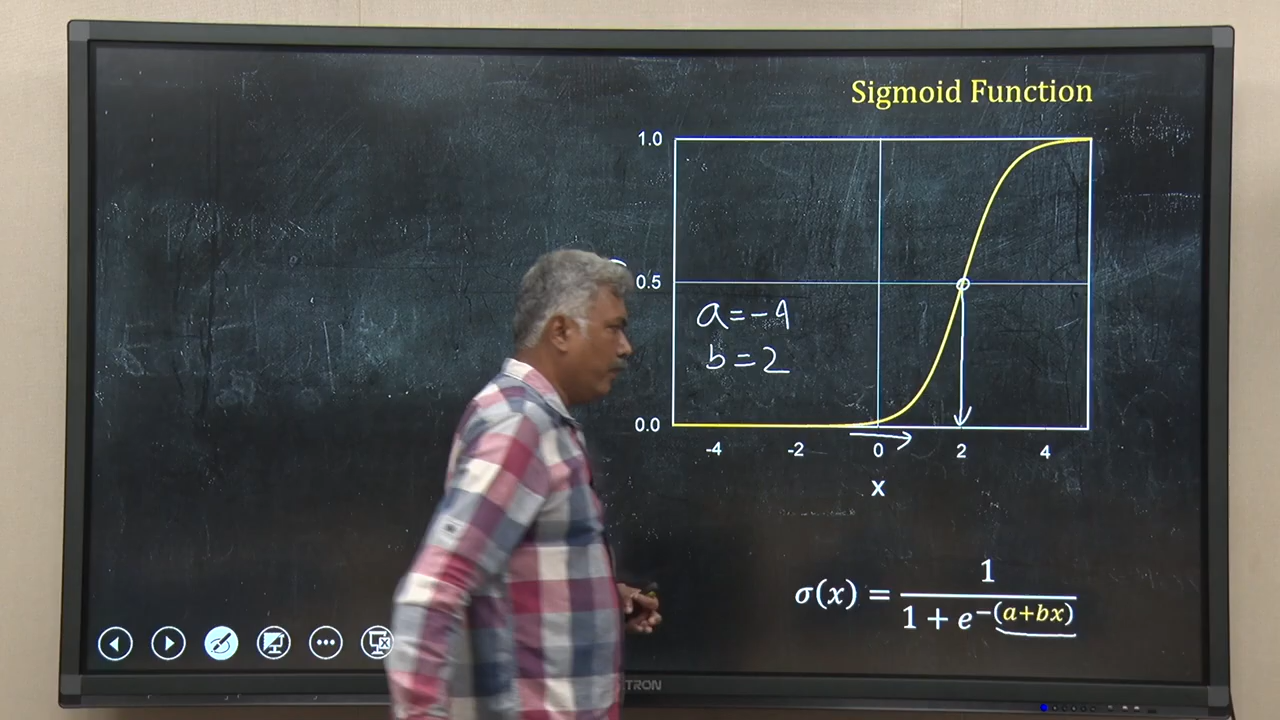 Sigmoid Function
1.0
0.5
0.0
a=-4
b=2
-4 -2 0 2 4
x
σ(x) = 1 / (1 + e^-(a+bx))
TRON